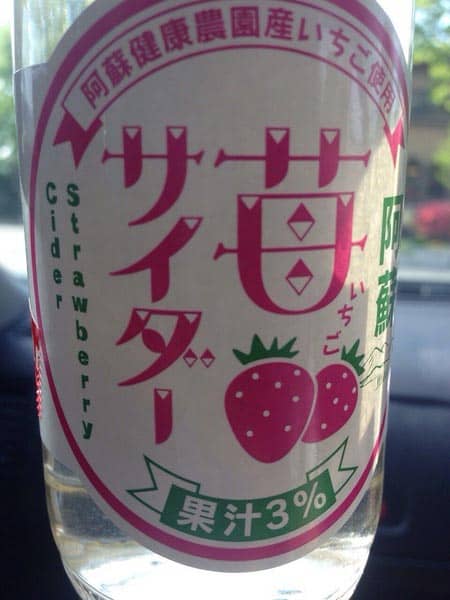 阿蘇健康農園産いちご使用
阿蘇
苺
いちご
サイダー
Strawberry
Cider
果汁3%